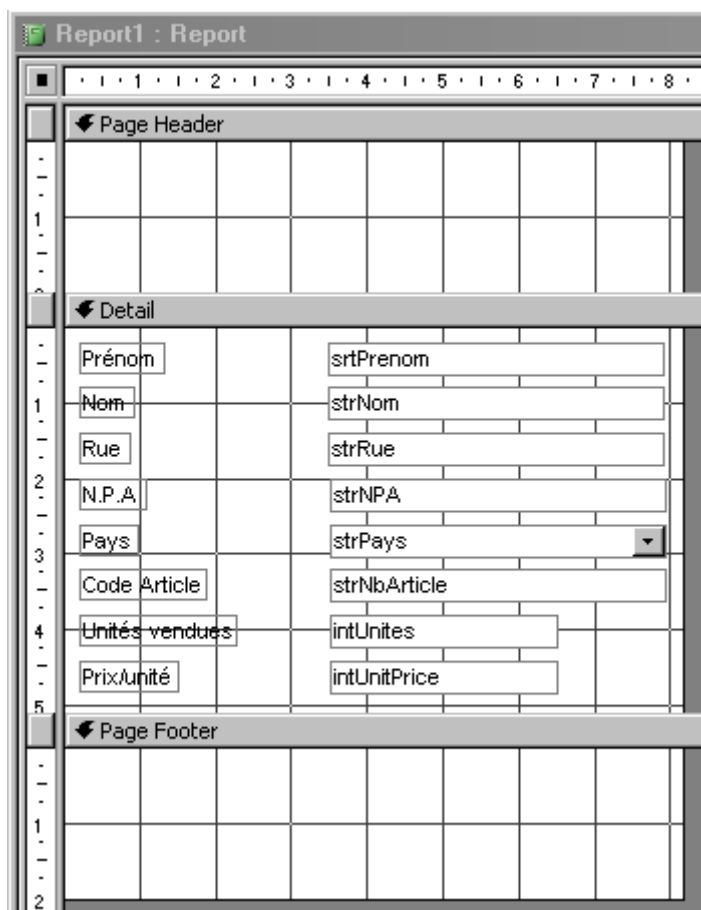 Report1 : Report
1 2 3 4 5 6 7 8
Page Header
1
Detail
Prénom srtPrenom
1
Nom strNom
Rue strRue
2
N.P.A strNPA
Pays strPays
3
Code Article strNbArticle
4
Unités vendues intUnites
Prix/unité intUnitPrice
5
Page Footer
1
2